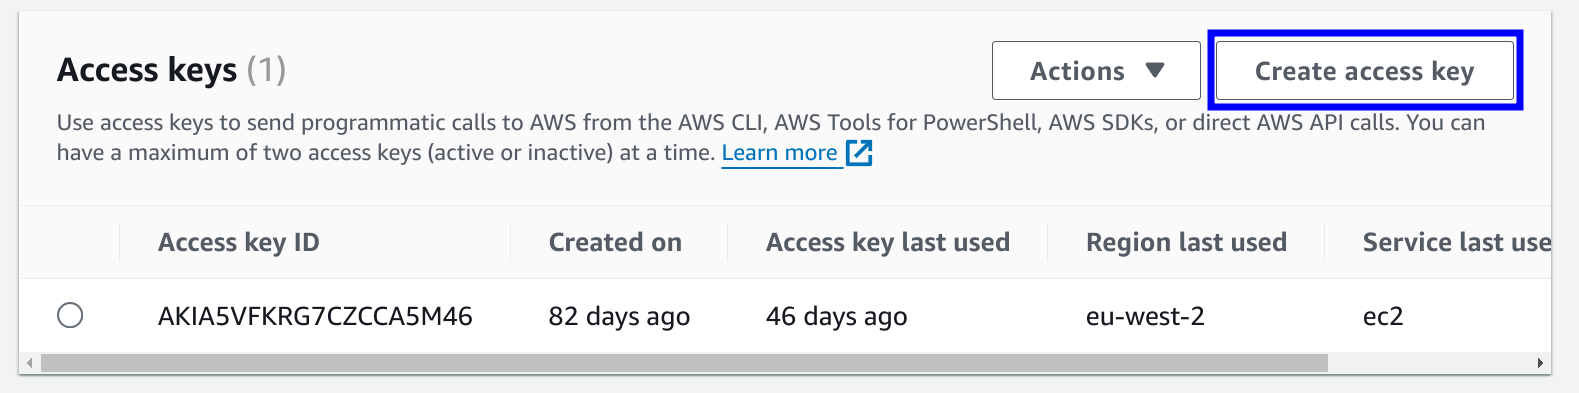 Access keys (1)
Actions ▼
Create access key
Use access keys to send programmatic calls to AWS from the AWS CLI, AWS Tools for PowerShell, AWS SDKs, or direct AWS API calls. You can
have a maximum of two access keys (active or inactive) at a time. Learn more
Access key ID Created on Access key last used Region last used Service last use
AKIA5VFKRG7CZCCA5M46 82 days ago 46 days ago eu-west-2 ec2